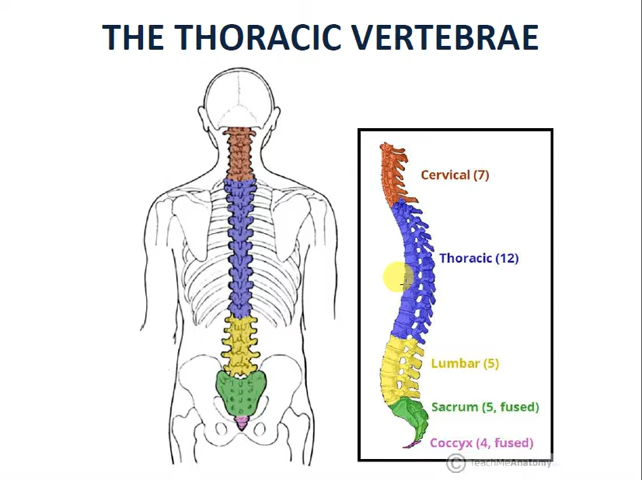 THE THORACIC VERTEBRAE
Cervical (7)
Thoracic (12)
Lumbar (5)
Sacrum (5, fused)
Coccyx (4, fused)
© TeachMeAnatomy